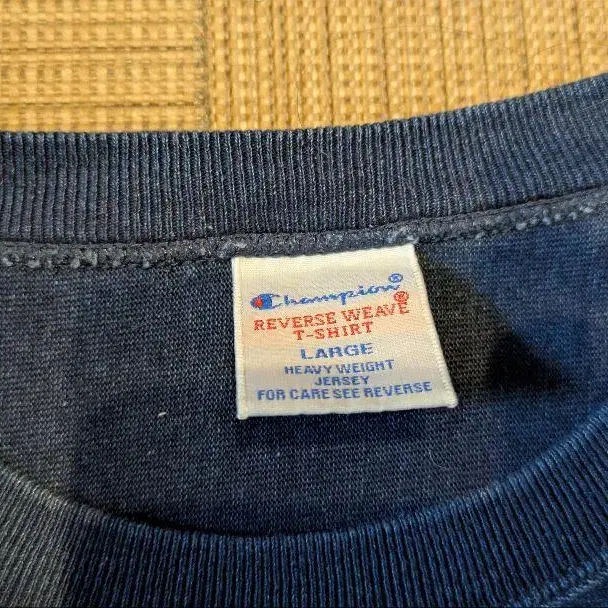 Champion®
REVERSE WEAVE®
T-SHIRT
LARGE
HEAVY WEIGHT
JERSEY
FOR CARE SEE REVERSE